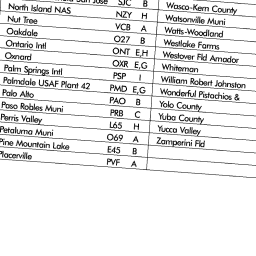 San Jose SJC B Wasco-Kern County
North Island NAS NZY H Watsonville Muni
Nut Tree VCB A Watts-Woodland
Oakdale O27 B Westlake Farms
Ontario Intl ONT E,H Westover Fld Amador
Oxnard OXR E,G Whiteman
Palm Springs Intl PSP I William Robert Johnston
Palmdale USAF Plant 42 PMD E,G Wonderful Pistachios &
Palo Alto PAO B Yolo County
Paso Robles Muni PRB C Yuba County
Perris Valley L65 H Yucca Valley
Petaluma Muni O69 A Zamperini Fld
Pine Mountain Lake E45 B
Placerville PVF A